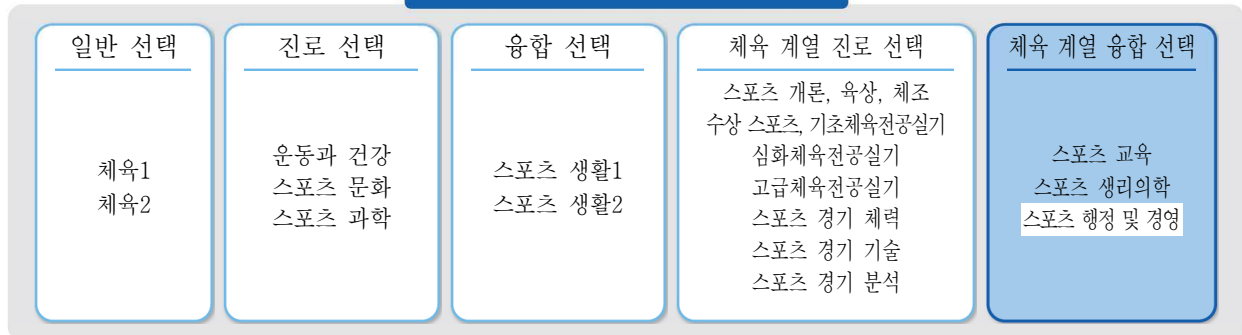 일반 선택
체육1
체육2
진로 선택
운동과 건강
스포츠 문화
스포츠 과학
융합 선택
스포츠 생활1
스포츠 생활2
체육 계열 진로 선택
스포츠 개론, 육상, 체조
수상 스포츠, 기초체육전공실기
심화체육전공실기
고급체육전공실기
스포츠 경기 체력
스포츠 경기 기술
스포츠 경기 분석
체육 계열 융합 선택
스포츠 교육
스포츠 생리의학
스포츠 행정 및 경영